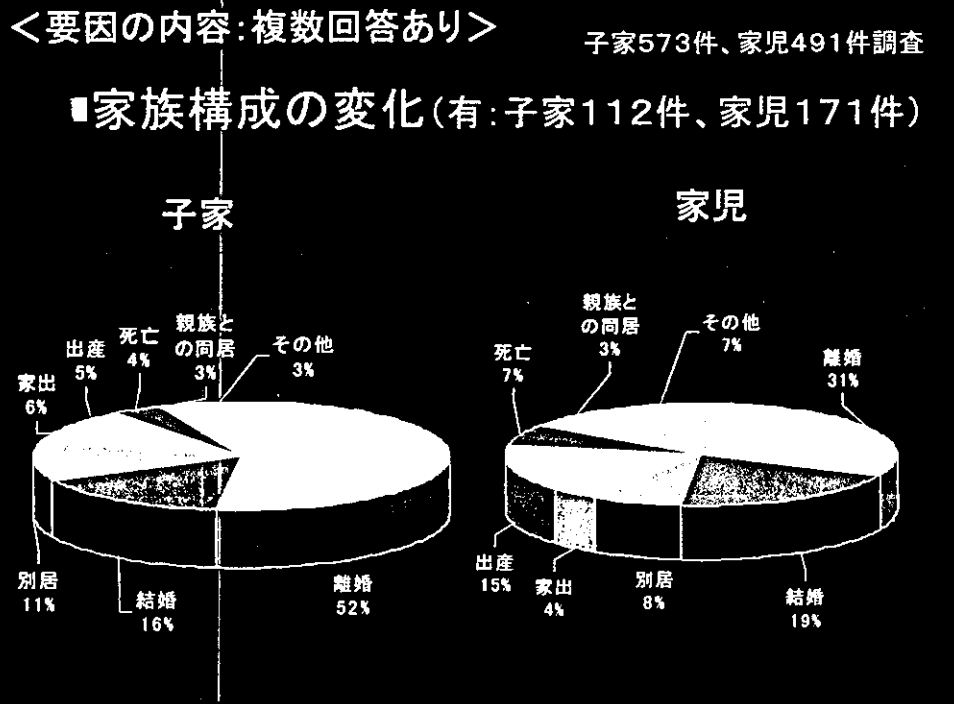 <要因の内容:複数回答あり>
子家573件、家児491件調査
■家族構成の変化(有:子家112件、家児171件)
子家
家出
6%
出産
5%
死亡
4%
親族と
の同居
3%
その他
3%
別居
11%
結婚
16%
離婚
52%
家児
死亡
7%
親族と
の同居
3%
その他
7%
離婚
31%
出産
15%
家出
4%
別居
8%
結婚
19%